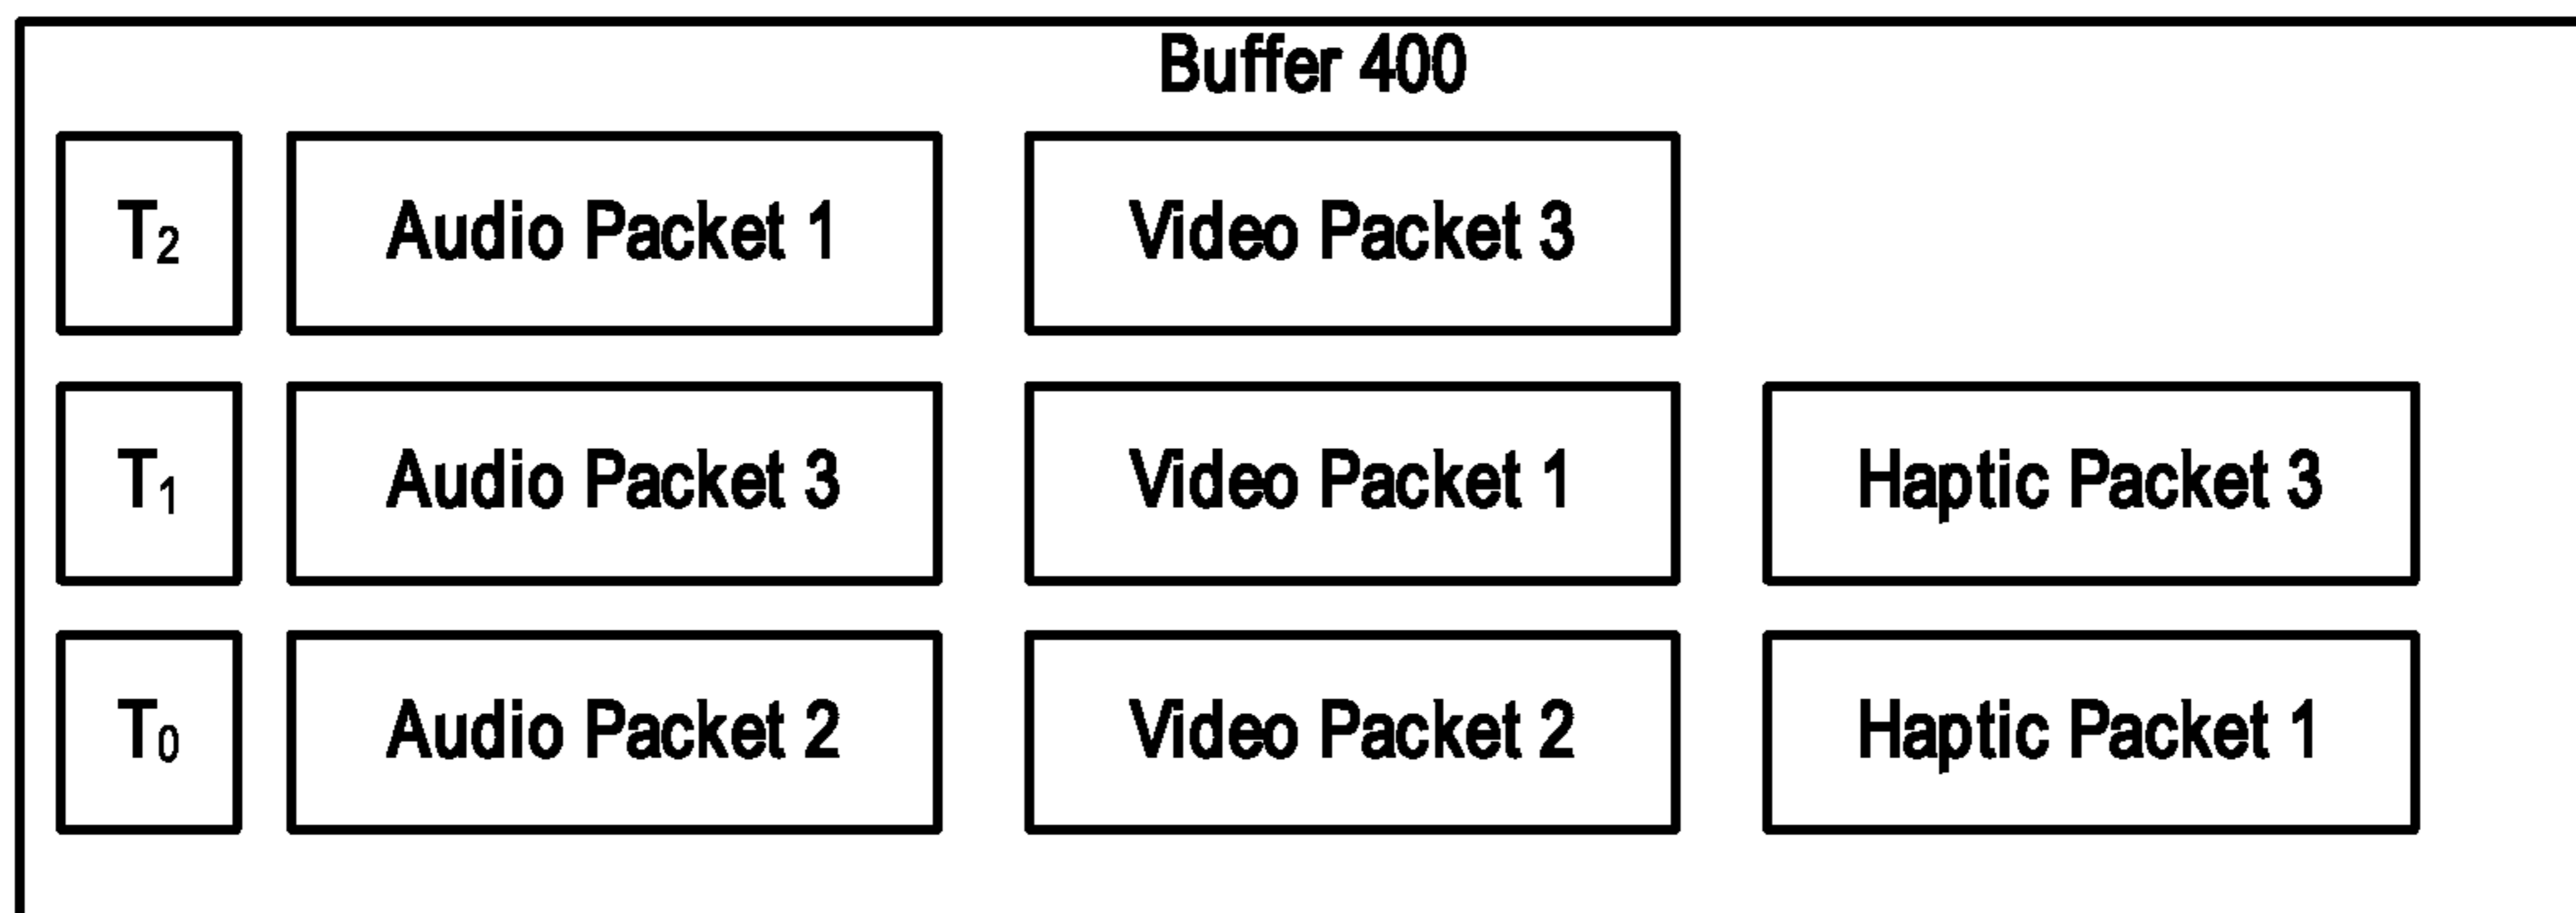 Buffer 400
T2 Audio Packet 1 Video Packet 3
T1 Audio Packet 3 Video Packet 1 Haptic Packet 3
T0 Audio Packet 2 Video Packet 2 Haptic Packet 1